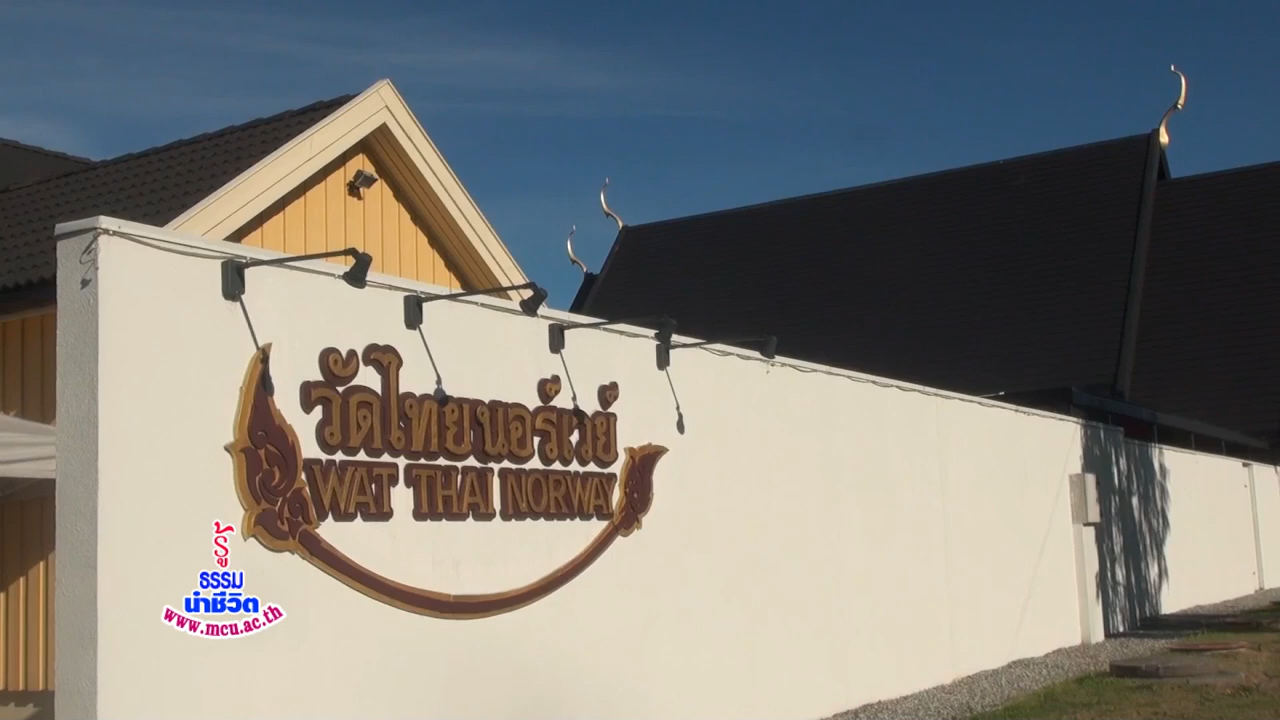 วัดไทยนอร์เวย์
WAT THAI NORWAY
รู้
ธรรม
นำชีวิต
www.mcu.ac.th